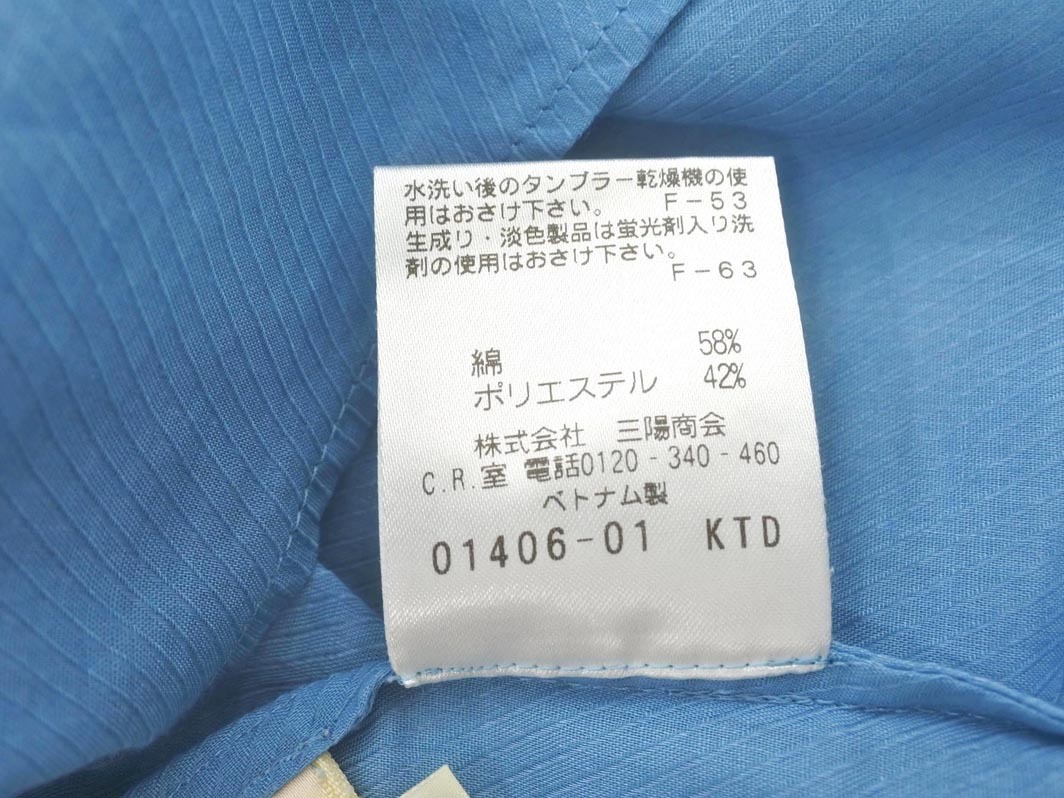 水洗い後のタンブラー乾燥機の使
用はおさけ下さい。 F-53
生成り・淡色製品は蛍光剤入り洗
剤の使用はおさけ下さい。
F-63
綿 58%
ポリエステル 42%
株式会社 三陽商会
C.R.室 電話0120-340-460
ベトナム製
01406-01 KTD